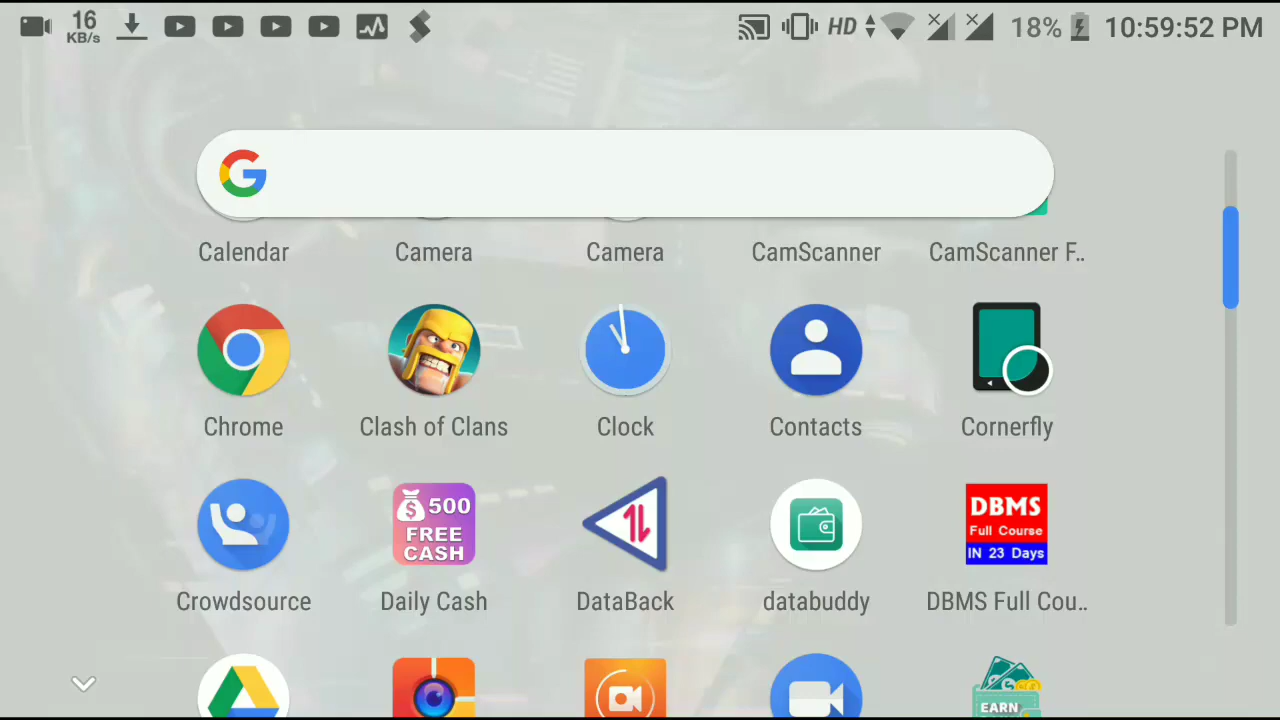 16
KB/s
HD
18%
10:59:52 PM
G
Calendar
Camera
Camera
CamScanner
CamScanner F..
Chrome
Clash of Clans
Clock
Contacts
Cornerfly
$ 500
FREE
CASH
DBMS
Full Course
IN 23 Days
Crowdsource
Daily Cash
DataBack
databuddy
DBMS Full Cou..
EARN